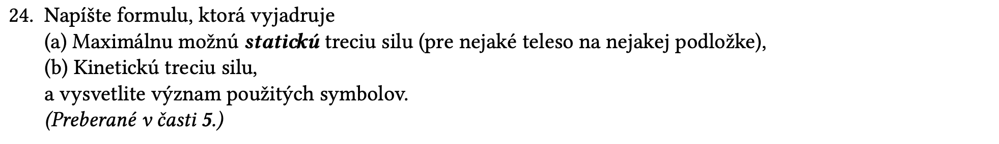 24. Napíšte formulu, ktorá vyjadruje
(a) Maximálnu možnú statickú treciu silu (pre nejaké teleso na nejakej podložke),
(b) Kinetickú treciu silu,
a vysvetlite význam použitých symbolov.
(Preberané v časti 5.)